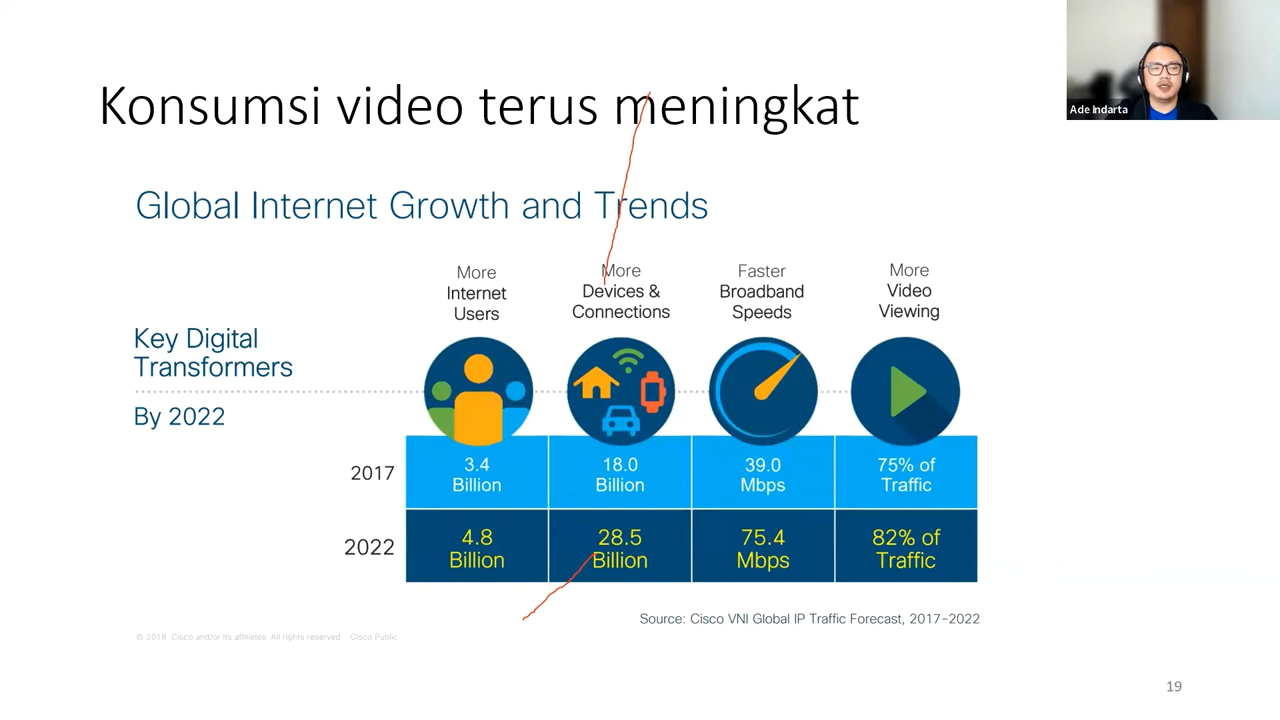 Ade Indarta
Konsumsi video terus meningkat
Global Internet Growth and Trends
More
Internet
Users
More
Devices &
Connections
Faster
Broadband
Speeds
More
Video
Viewing
Key Digital
Transformers
By 2022
2017
3.4
Billion
18.0
Billion
39.0
Mbps
75% of
Traffic
2022
4.8
Billion
28.5
Billion
75.4
Mbps
82% of
Traffic
Source: Cisco VNI Global IP Traffic Forecast, 2017–2022
© 2018 Cisco and/or its affiliates. All rights reserved. Cisco Public
19